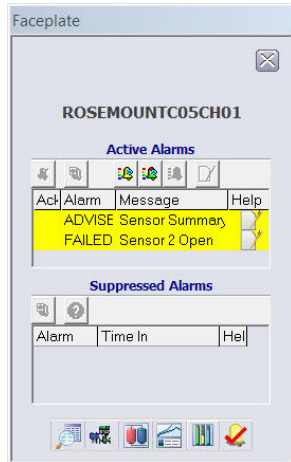 Faceplate
ROSEMOUNTC05CH01
Active Alarms
Ack Alarm Message Help
ADVISE Sensor Summary
FAILED Sensor 2 Open
Suppressed Alarms
Alarm Time In Hel